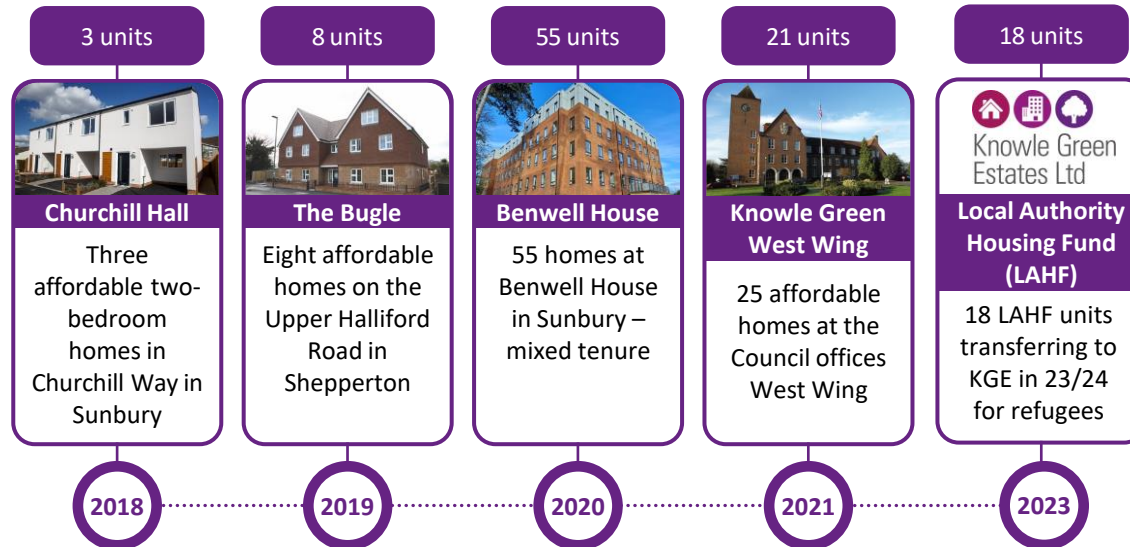 3 units
8 units
55 units
21 units
18 units
Churchill Hall
Three
affordable two-
bedroom
homes in
Churchill Way in
Sunbury
The Bugle
Eight affordable
homes on the
Upper Halliford
Road in
Shepperton
Benwell House
55 homes at
Benwell House
in Sunbury –
mixed tenure
Knowle Green
West Wing
25 affordable
homes at the
Council offices
West Wing
Knowle Green
Estates Ltd
Local Authority
Housing Fund
(LAHF)
18 LAHF units
transferring to
KGE in 23/24
for refugees
2018
2019
2020
2021
2023